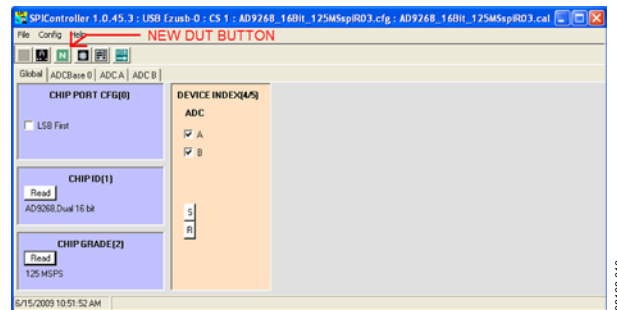 SPIController 1.0.45.3 : USB Ezusb-0 : CS 1 : AD9268_16Bit_125MSspiR03.cfg : AD9268_16Bit_125MSspiR03.cal
File Config Help
NEW DUT BUTTON
N
Global ADCBase 0 ADC A ADC B
CHIP PORT CFG(0)
LSB First
CHIP ID(1)
Read
AD9268,Dual 16 bit
CHIP GRADE(2)
Read
125 MSPS
DEVICE INDEX(4/5)
ADC
A
B
S
R
6/15/2009 10:51:52 AM